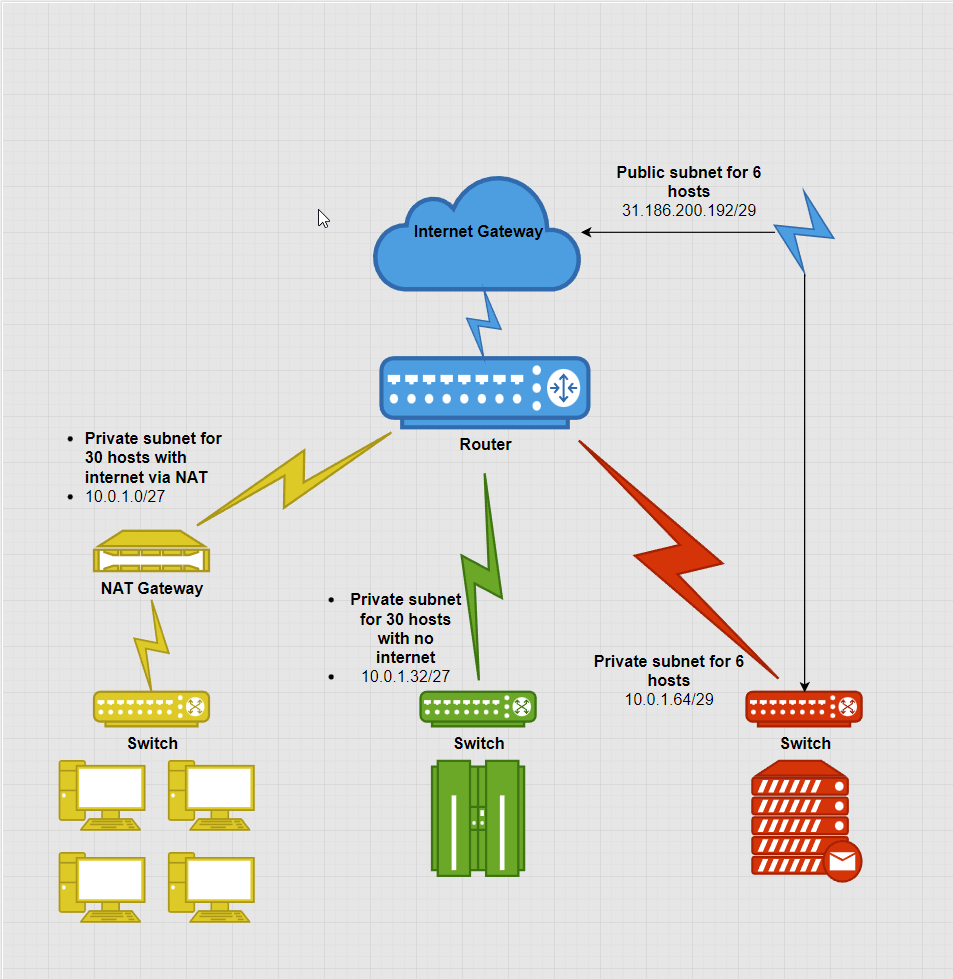 Public subnet for 6
hosts
31.186.200.192/29
Internet Gateway
Router
Private subnet for
30 hosts with
internet via NAT
10.0.1.0/27
NAT Gateway
Private subnet
for 30 hosts
with no
internet
10.0.1.32/27
Private subnet for 6
hosts
10.0.1.64/29
Switch
Switch
Switch